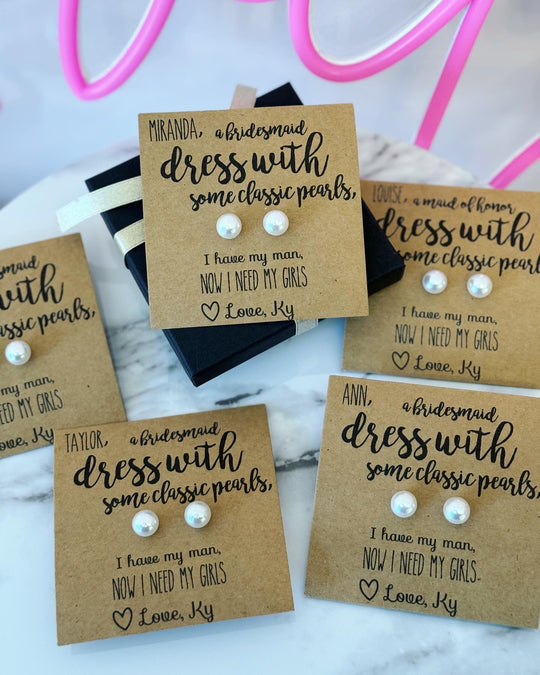 MIRANDA, a bridesmaid
dress with
some classic pearls,
I have my man,
NOW I NEED MY GIRLS
♡ Love, Ky
LOUISE, a maid of honor
dress with
some classic pearl
I have my man,
NOW I NEED MY GIRLS
♡ Love, Ky
bridesmaid
with
classic pearls,
my man,
NEED MY GIRLS
Love, Ky
TAYLOR, a bridesmaid
dress with
some classic pearls,
I have my man,
NOW I NEED MY GIRLS
♡ Love, Ky
ANN, a bridesmaid
dress with
some classic pearls,
I have my man,
NOW I NEED MY GIRLS
♡ Love, Ky